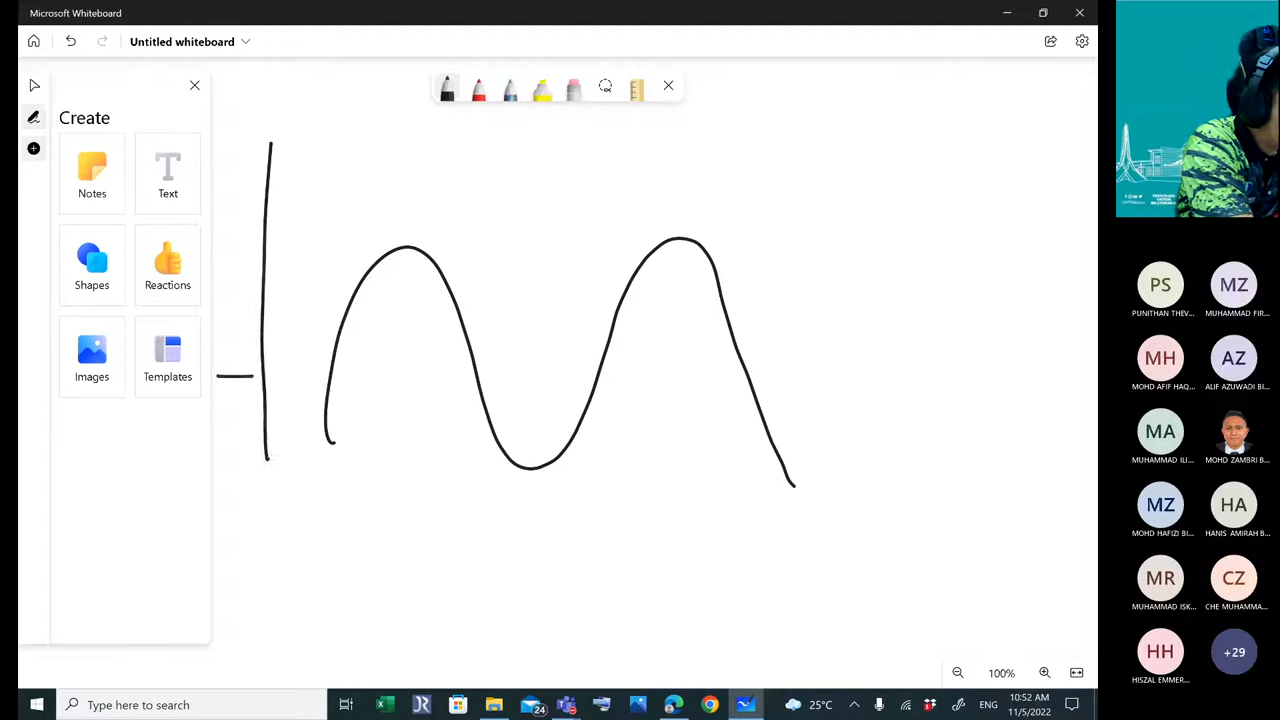 Microsoft Whiteboard
Untitled whiteboard
Create
Notes
Text
Shapes
Reactions
Images
Templates
PS
MZ
PUNITHAN THEV...
MUHAMMAD FIR...
MH
AZ
MOHD AFIF HAQ...
ALIF AZUWADI BI...
MA
MUHAMMAD ILI...
MOHD ZAMBRI B...
MZ
HA
MOHD HAFIZI BI...
HANIS AMIRAH B...
MR
CZ
MUHAMMAD ISK...
CHE MUHAMMA...
HH
+29
HISZAL EMMER...
100%
Type here to search
24
25°C
ENG
10:52 AM
11/5/2022